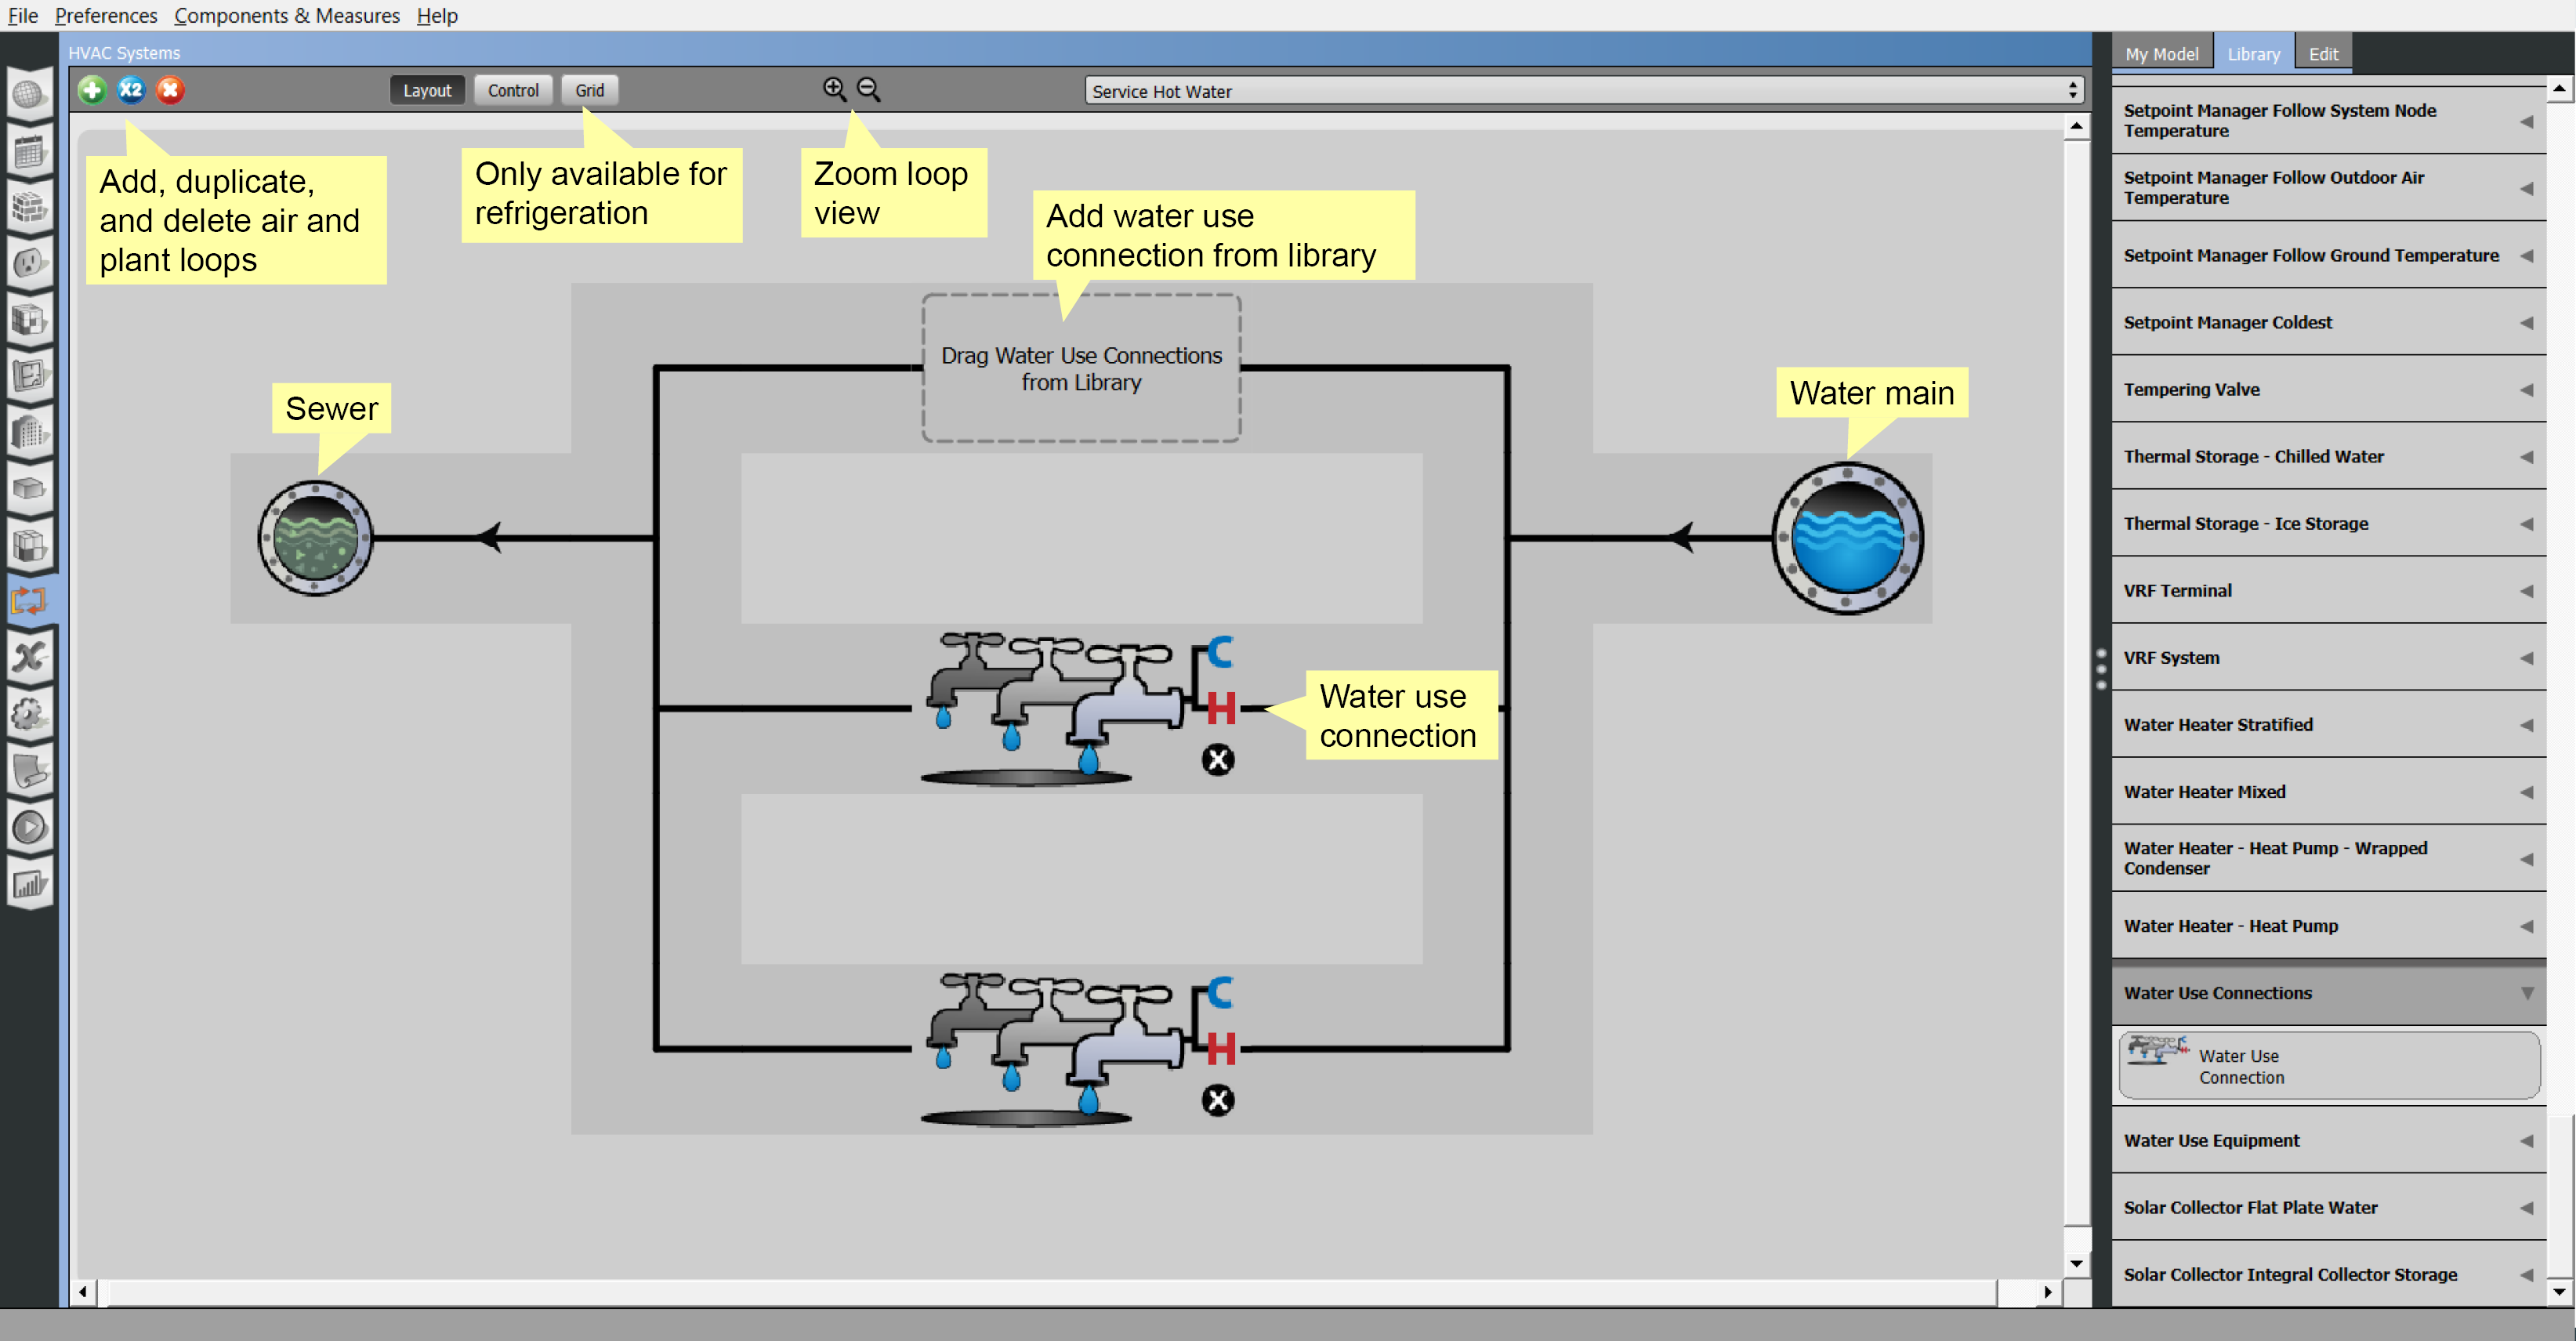 File Preferences Components & Measures Help
HVAC Systems
My Model Library Edit
X2
Layout Control Grid
Service Hot Water
Add, duplicate,
and delete air and
plant loops
Only available for
refrigeration
Zoom loop
view
Add water use
connection from library
Drag Water Use Connections
from Library
Sewer
Water main
C
H
X
Water use
connection
C
H
X
Setpoint Manager Follow System Node
Temperature
Setpoint Manager Follow Outdoor Air
Temperature
Setpoint Manager Follow Ground Temperature
Setpoint Manager Coldest
Tempering Valve
Thermal Storage - Chilled Water
Thermal Storage - Ice Storage
VRF Terminal
VRF System
Water Heater Stratified
Water Heater Mixed
Water Heater - Heat Pump - Wrapped
Condenser
Water Heater - Heat Pump
Water Use Connections
Water Use
Connection
Water Use Equipment
Solar Collector Flat Plate Water
Solar Collector Integral Collector Storage